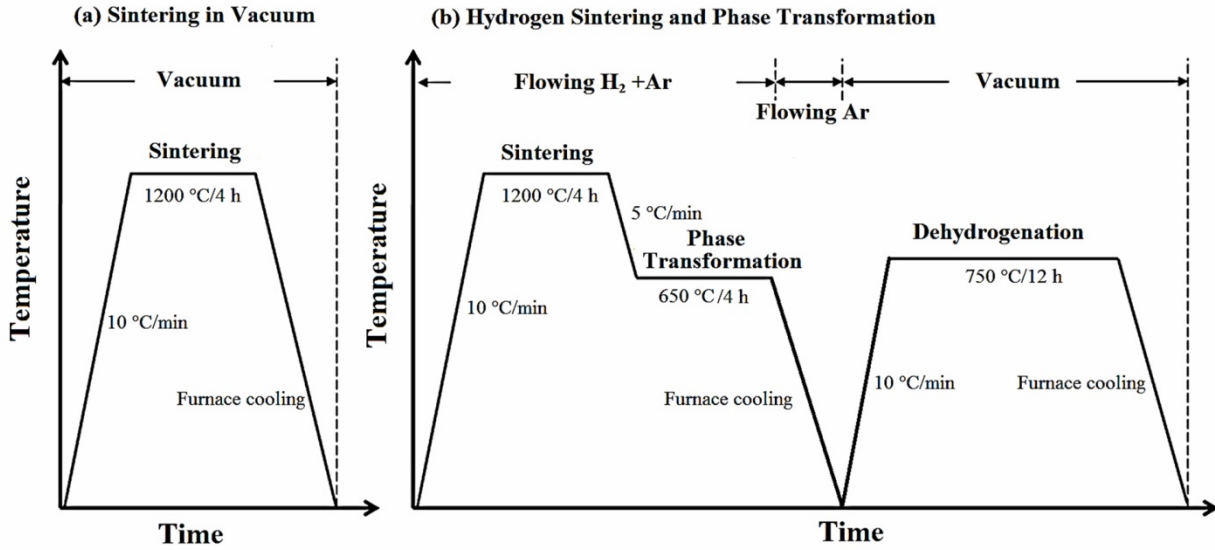 (a) Sintering in Vacuum
Vacuum
Sintering
1200 °C/4 h
10 °C/min
Furnace cooling
Temperature
Time
(b) Hydrogen Sintering and Phase Transformation
Flowing H₂ +Ar
Flowing Ar
Vacuum
Sintering
1200 °C/4 h
5 °C/min
Phase
Transformation
650 °C/4 h
10 °C/min
Furnace cooling
Dehydrogenation
750 °C/12 h
10 °C/min
Furnace cooling
Temperature
Time